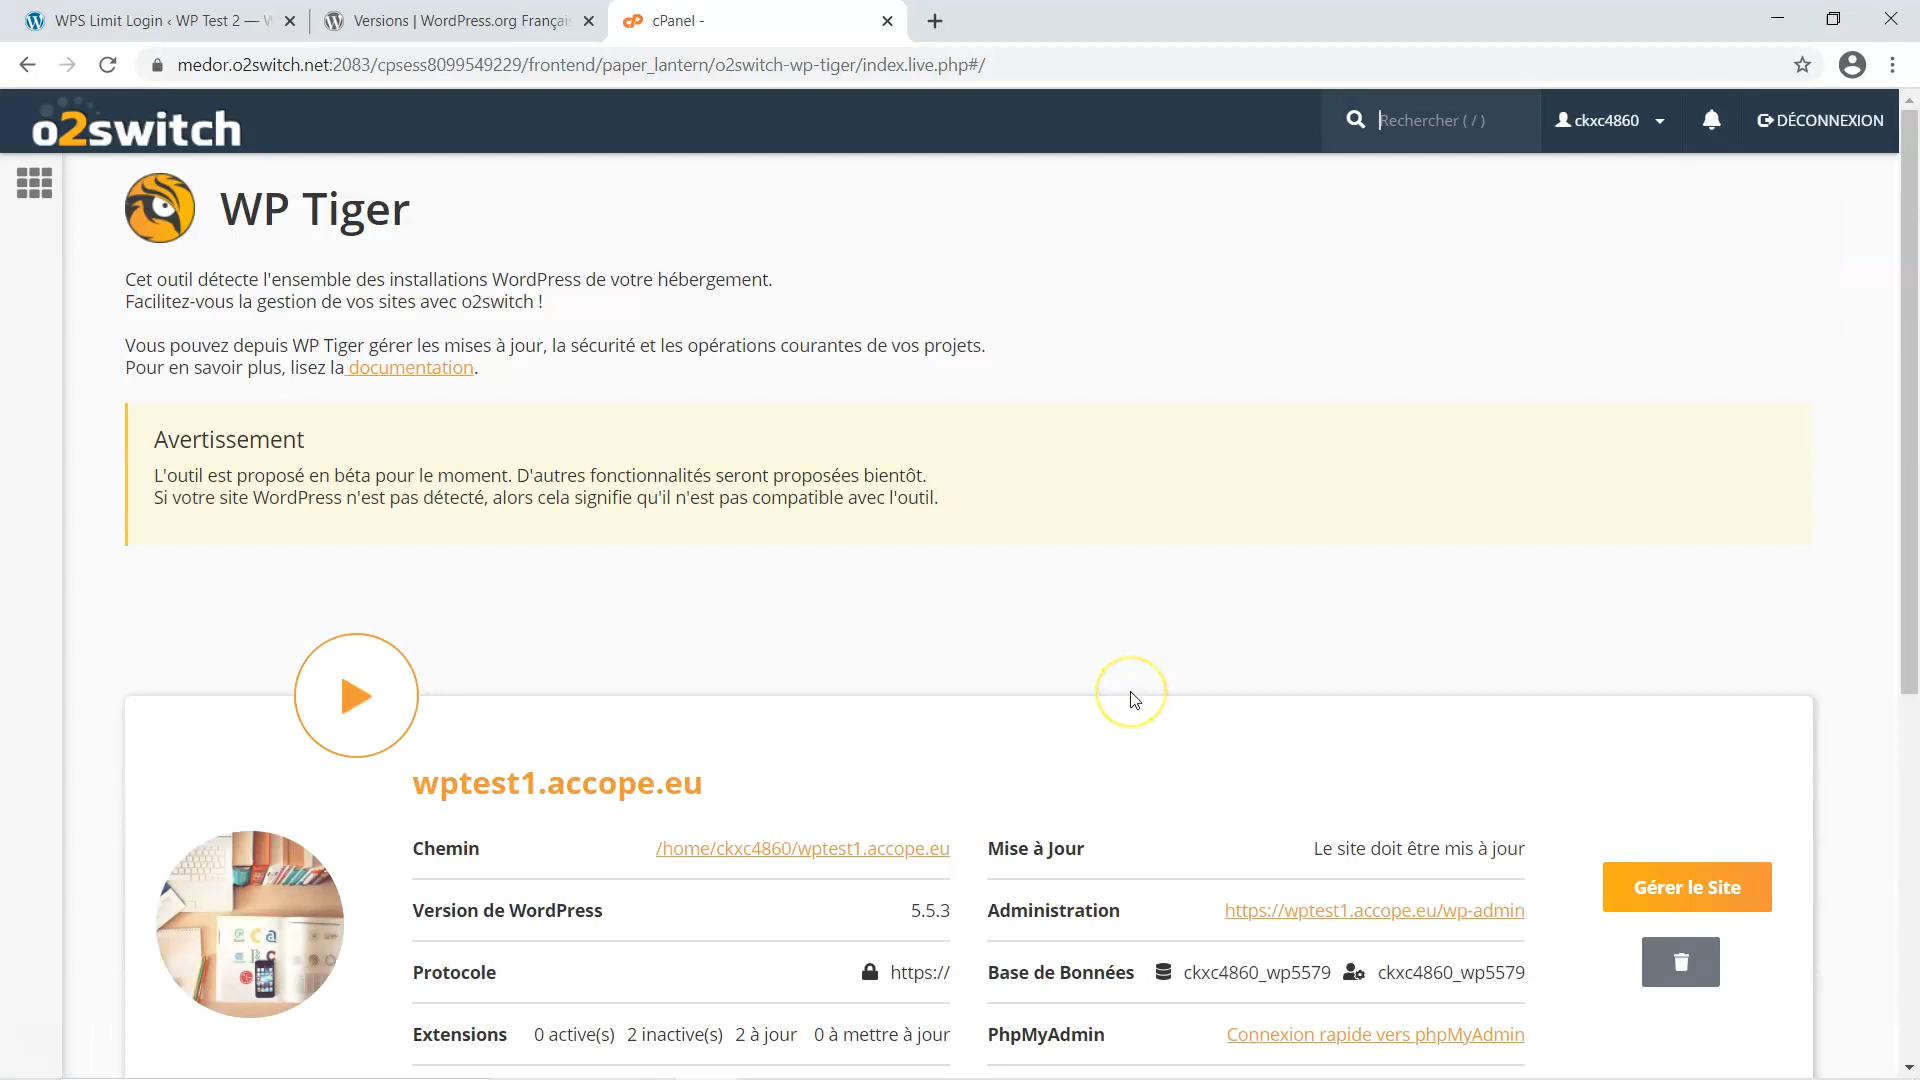 WPS Limit Login ‹ WP Test 2 — W
Versions | WordPress.org Françai
cPanel -
medor.o2switch.net:2083/cpsess8099549229/frontend/paper_lantern/o2switch-wp-tiger/index.live.php#/
o2switch
Rechercher ( / )
ckxc4860
DÉCONNEXION
WP Tiger
Cet outil détecte l'ensemble des installations WordPress de votre hébergement.
Facilitez-vous la gestion de vos sites avec o2switch !
Vous pouvez depuis WP Tiger gérer les mises à jour, la sécurité et les opérations courantes de vos projets.
Pour en savoir plus, lisez la documentation.
Avertissement
L'outil est proposé en béta pour le moment. D'autres fonctionnalités seront proposées bientôt.
Si votre site WordPress n'est pas détecté, alors cela signifie qu'il n'est pas compatible avec l'outil.
wptest1.accope.eu
Chemin /home/ckxc4860/wptest1.accope.eu
Mise à Jour Le site doit être mis à jour
Gérer le Site
Version de WordPress 5.5.3
Administration https://wptest1.accope.eu/wp-admin
Protocole https://
Base de Bonnées ckxc4860_wp5579 ckxc4860_wp5579
Extensions 0 active(s) 2 inactive(s) 2 à jour 0 à mettre à jour
PhpMyAdmin Connexion rapide vers phpMyAdmin